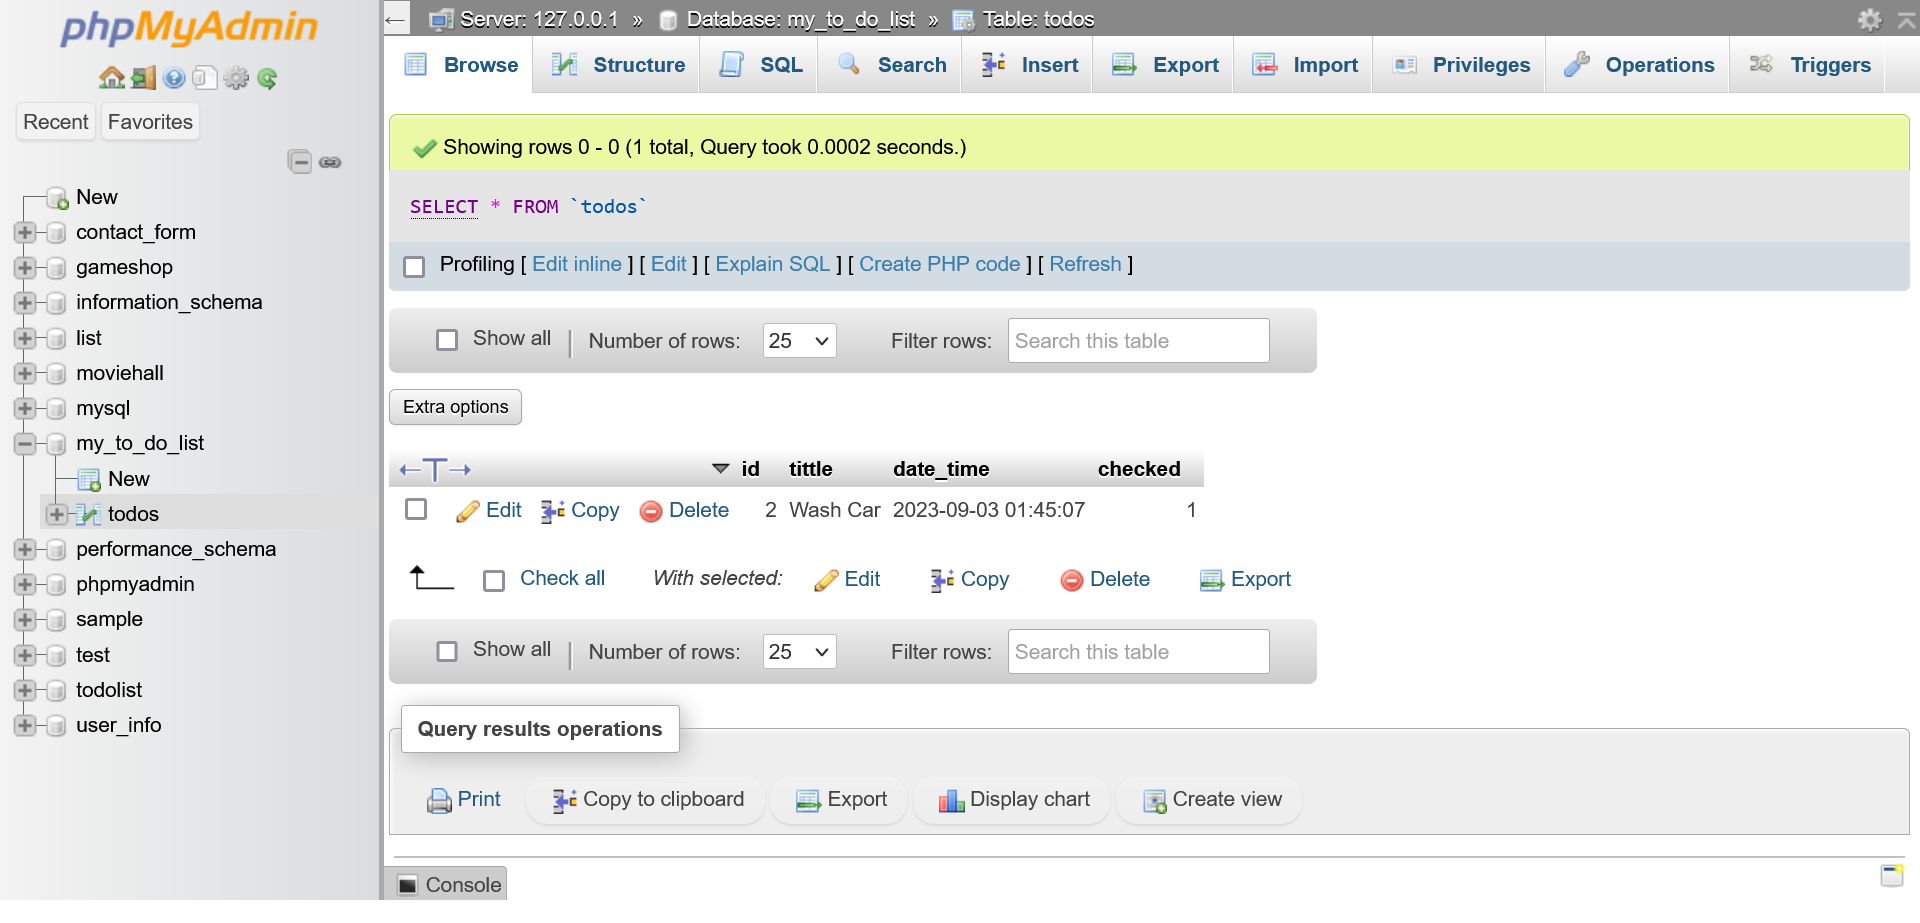 phpMyAdmin
Recent Favorites
New
contact_form
gameshop
information_schema
list
moviehall
mysql
my_to_do_list
New
todos
performance_schema
phpmyadmin
sample
test
todolist
user_info
Server: 127.0.0.1 » Database: my_to_do_list » Table: todos
Browse Structure SQL Search Insert Export Import Privileges Operations Triggers
Showing rows 0 - 0 (1 total, Query took 0.0002 seconds.)
SELECT * FROM `todos`
Profiling [ Edit inline ] [ Edit ] [ Explain SQL ] [ Create PHP code ] [ Refresh ]
Show all | Number of rows: 25 Filter rows: Search this table
Extra options
←T→ id tittle date_time checked
Edit Copy Delete 2 Wash Car 2023-09-03 01:45:07 1
Check all With selected: Edit Copy Delete Export
Show all | Number of rows: 25 Filter rows: Search this table
Query results operations
Print Copy to clipboard Export Display chart Create view
Console